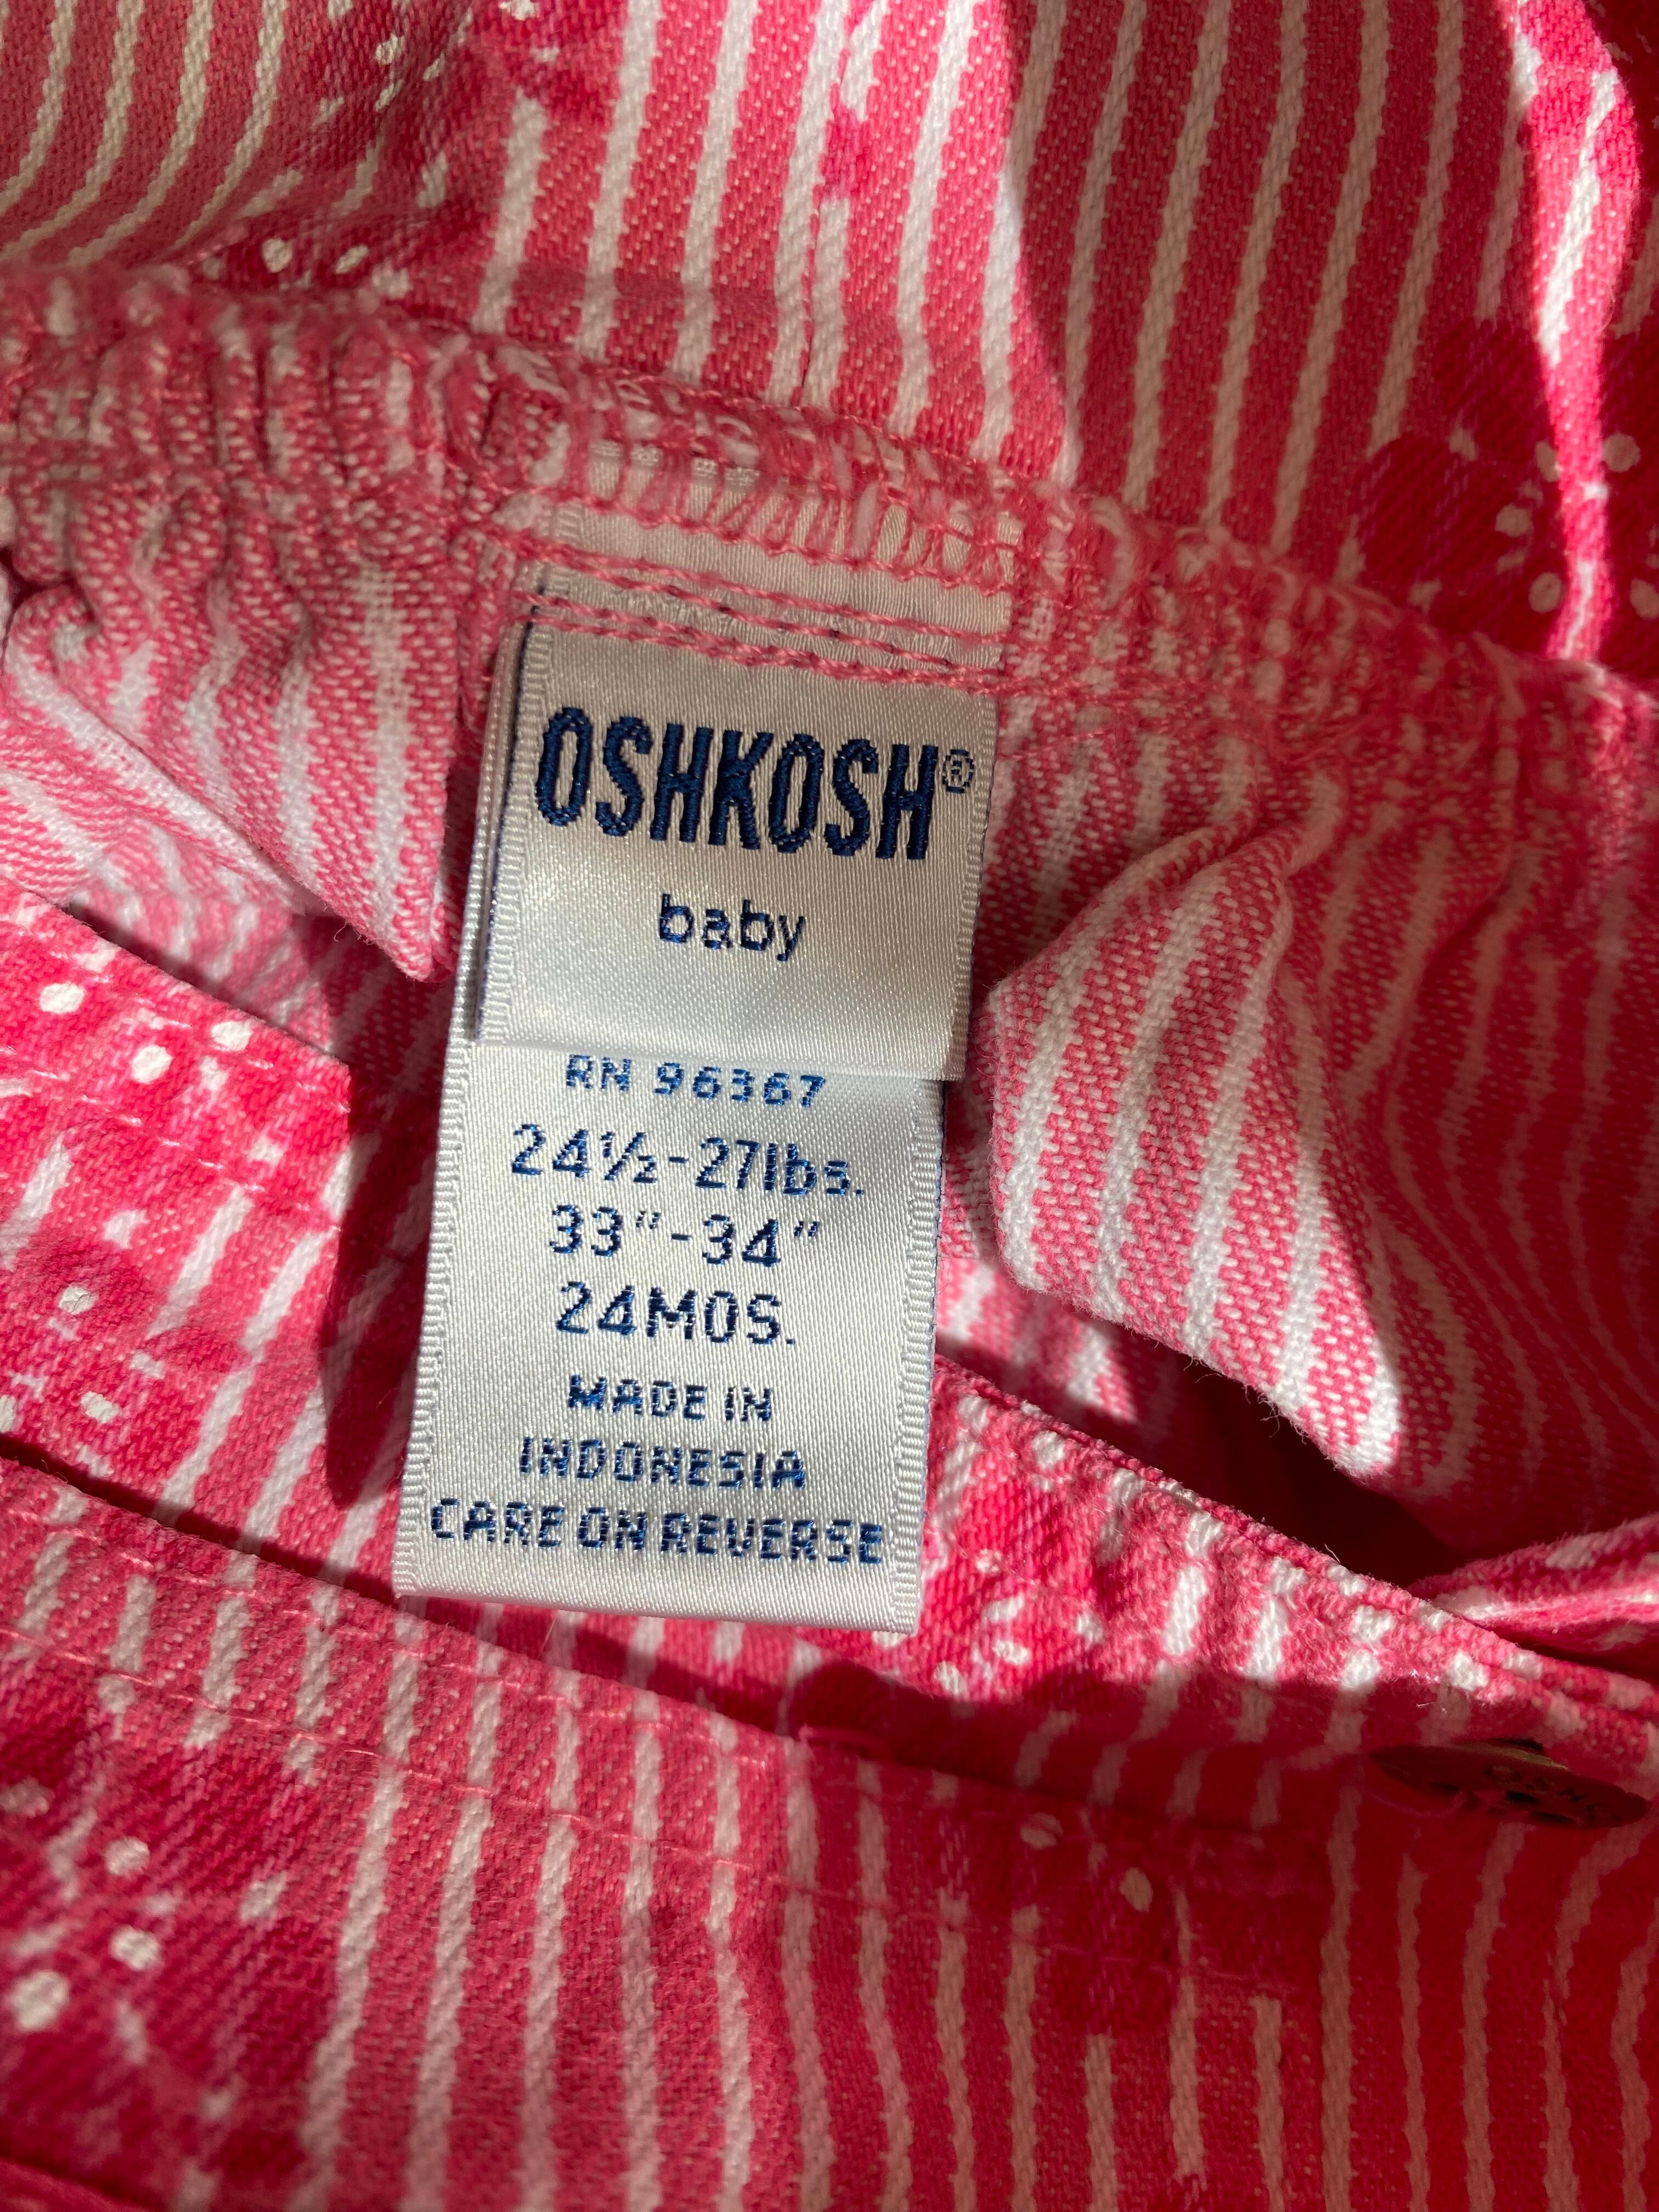 OSHKOSH®
baby
RN 96367
24½-27lbs.
33"-34"
24MOS.
MADE IN
INDONESIA
CARE ON REVERSE